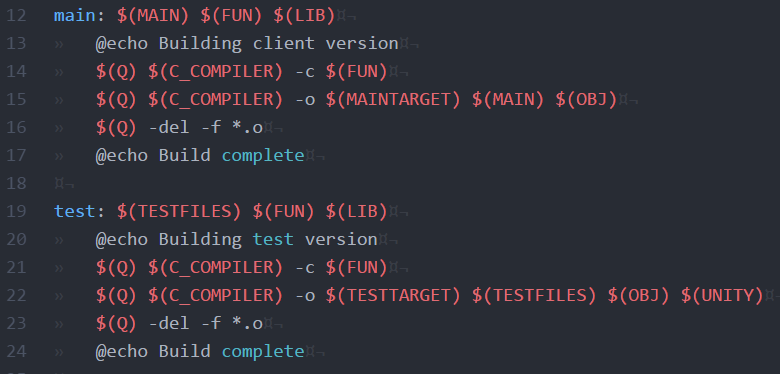 12 main: $(MAIN) $(FUN) $(LIB)¤¬
13 » @echo Building client version¤¬
14 » $(Q) $(C_COMPILER) -c $(FUN)¤¬
15 » $(Q) $(C_COMPILER) -o $(MAINTARGET) $(MAIN) $(OBJ)¤¬
16 » $(Q) -del -f *.o¤¬
17 » @echo Build complete¤¬
18 ¤¬
19 test: $(TESTFILES) $(FUN) $(LIB)¤¬
20 » @echo Building test version¤¬
21 » $(Q) $(C_COMPILER) -c $(FUN)¤¬
22 » $(Q) $(C_COMPILER) -o $(TESTTARGET) $(TESTFILES) $(OBJ) $(UNITY)¤¬
23 » $(Q) -del -f *.o¤¬
24 » @echo Build complete¤¬